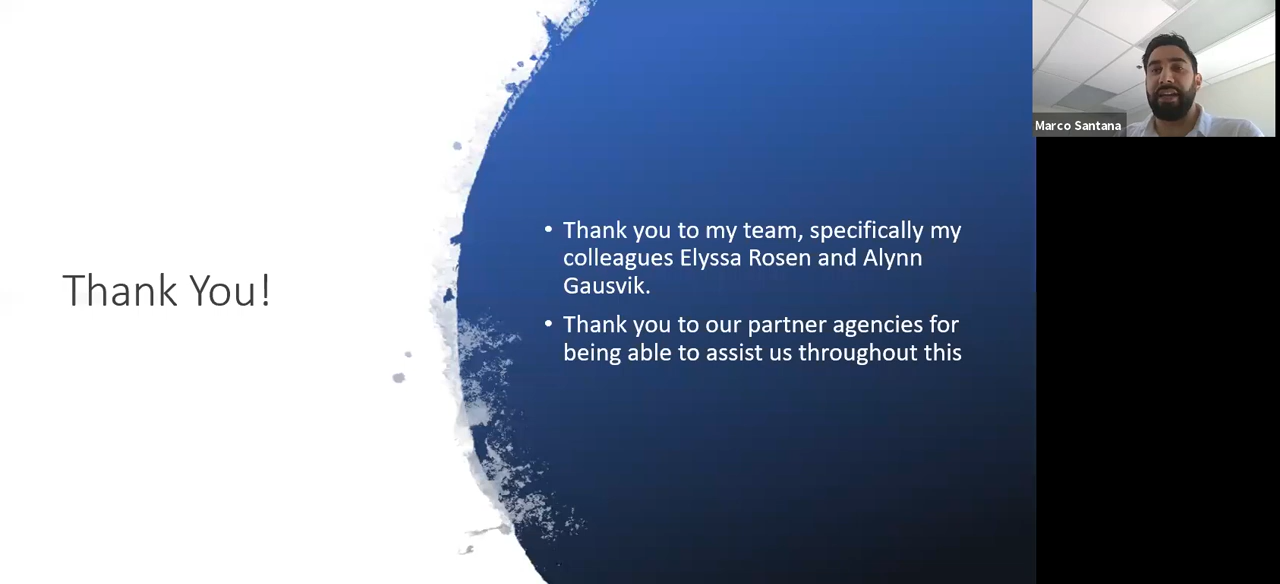 Thank You!
• Thank you to my team, specifically my
colleagues Elyssa Rosen and Alynn
Gausvik.
• Thank you to our partner agencies for
being able to assist us throughout this
Marco Santana